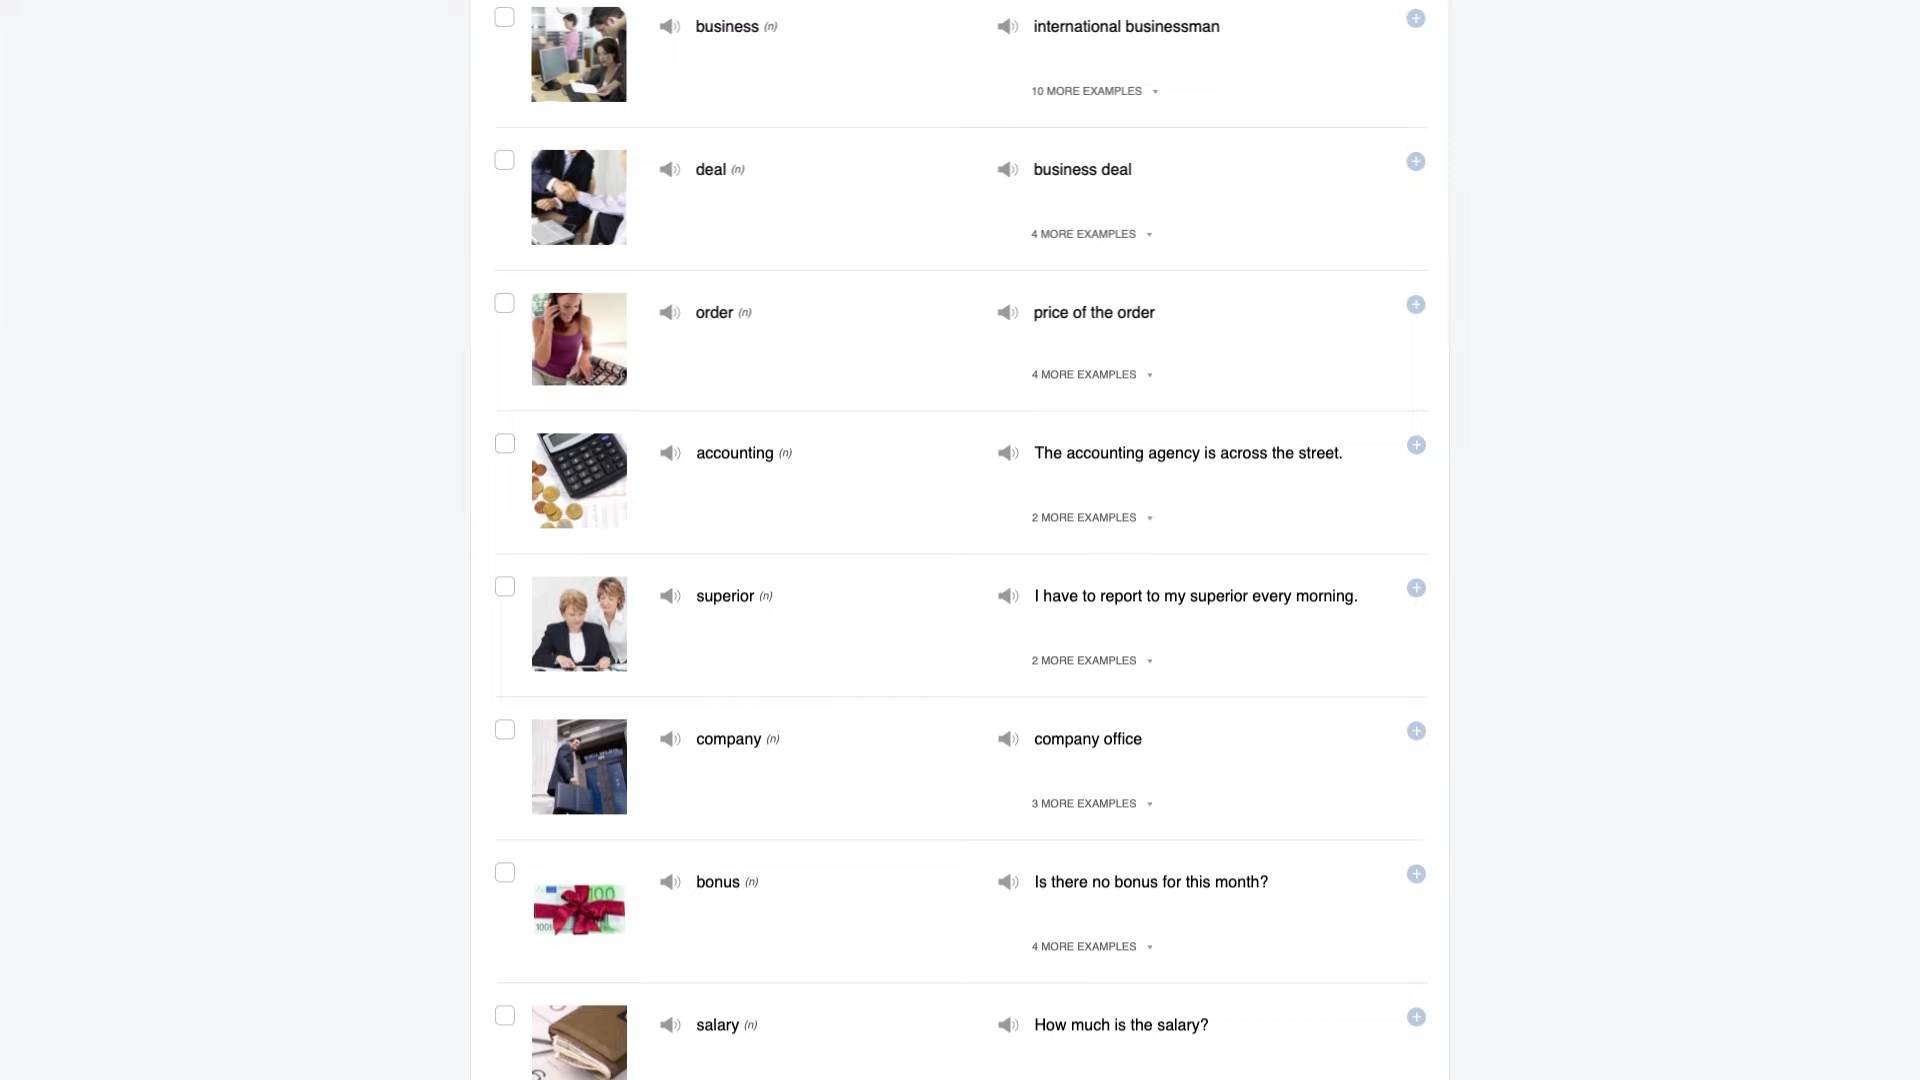 business (n)
international businessman
10 MORE EXAMPLES
deal (n)
business deal
4 MORE EXAMPLES
order (n)
price of the order
4 MORE EXAMPLES
accounting (n)
The accounting agency is across the street.
2 MORE EXAMPLES
superior (n)
I have to report to my superior every morning.
2 MORE EXAMPLES
company (n)
company office
3 MORE EXAMPLES
100
100
bonus (n)
Is there no bonus for this month?
4 MORE EXAMPLES
salary (n)
How much is the salary?